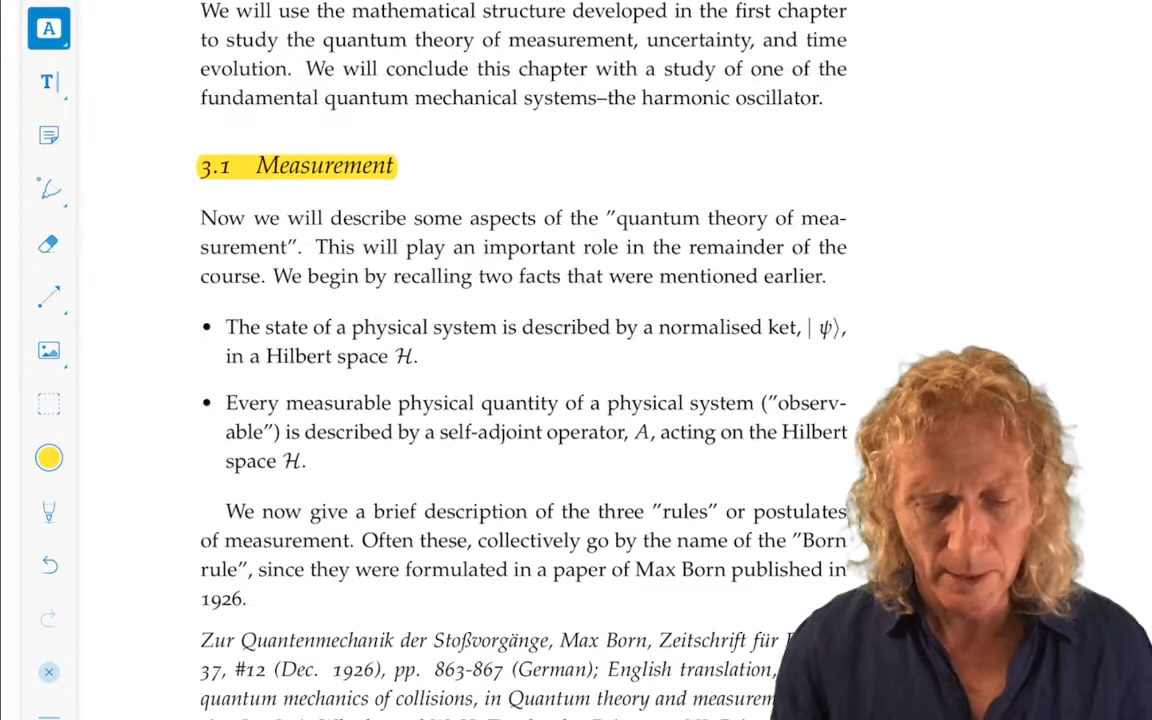 We will use the mathematical structure developed in the first chapter
to study the quantum theory of measurement, uncertainty, and time
evolution. We will conclude this chapter with a study of one of the
fundamental quantum mechanical systems–the harmonic oscillator.
3.1 Measurement
Now we will describe some aspects of the ”quantum theory of mea-
surement”. This will play an important role in the remainder of the
course. We begin by recalling two facts that were mentioned earlier.
• The state of a physical system is described by a normalised ket, | ψ⟩,
in a Hilbert space ℋ.
• Every measurable physical quantity of a physical system (”observ-
able”) is described by a self-adjoint operator, A, acting on the Hilbert
space ℋ.
We now give a brief description of the three ”rules” or postulates
of measurement. Often these, collectively go by the name of the ”Born
rule”, since they were formulated in a paper of Max Born published in
1926.
Zur Quantenmechanik der Stoßvorgänge, Max Born, Zeitschrift für
37, #12 (Dec. 1926), pp. 863-867 (German); English translation,
quantum mechanics of collisions, in Quantum theory and
A
T